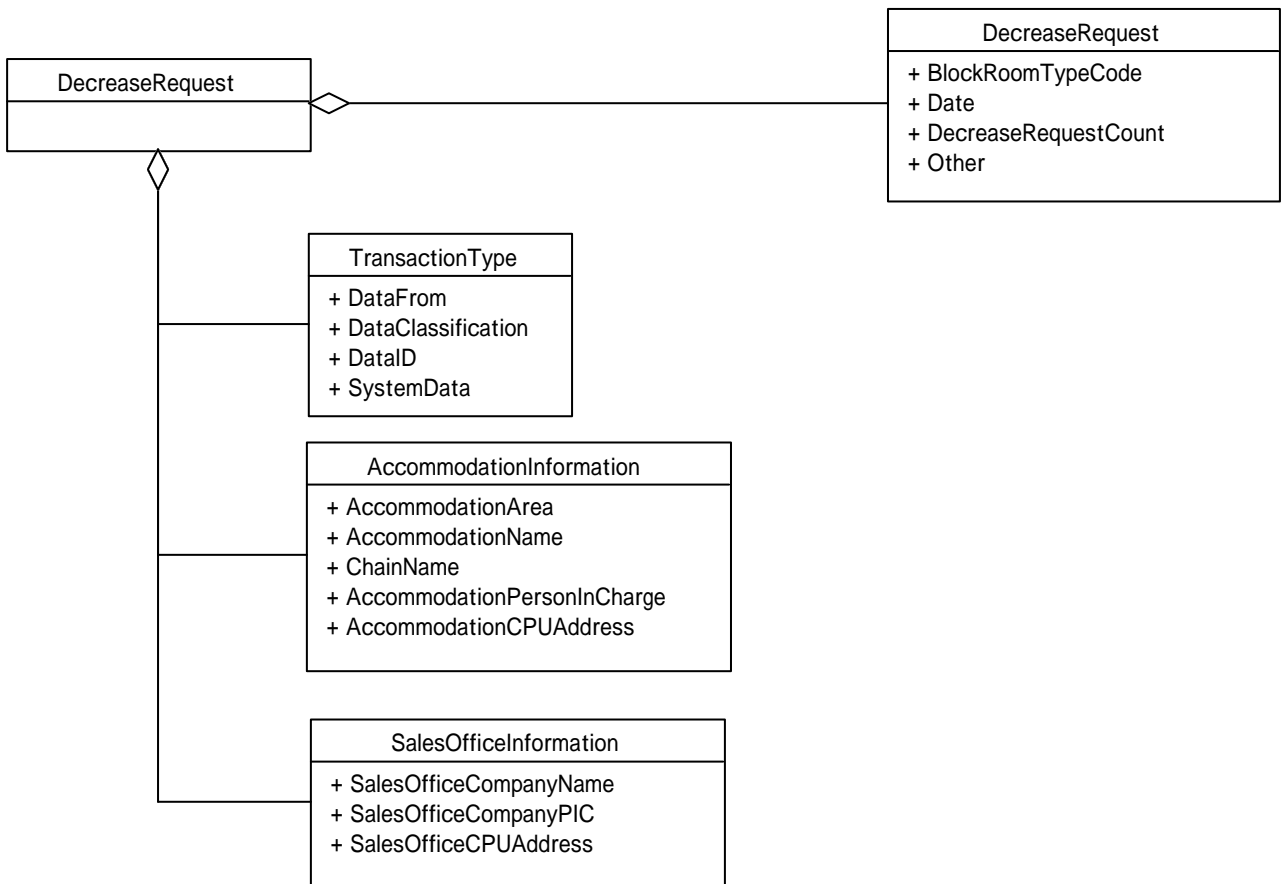 DecreaseRequest
DecreaseRequest
+ BlockRoomTypeCode
+ Date
+ DecreaseRequestCount
+ Other
TransactionType
+ DataFrom
+ DataClassification
+ DataID
+ SystemData
AccommodationInformation
+ AccommodationArea
+ AccommodationName
+ ChainName
+ AccommodationPersonInCharge
+ AccommodationCPUAddress
SalesOfficeInformation
+ SalesOfficeCompanyName
+ SalesOfficeCompanyPIC
+ SalesOfficeCPUAddress